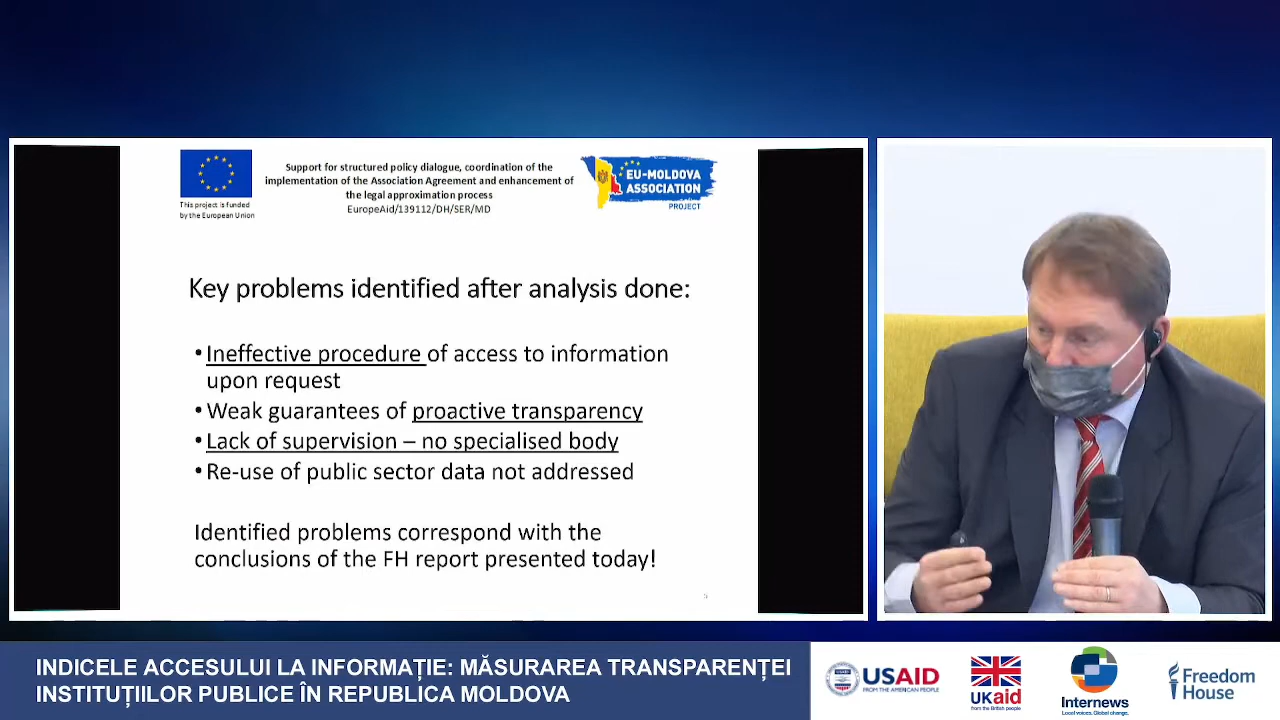 This project is funded
by the European Union
Support for structured policy dialogue, coordination of the
implementation of the Association Agreement and enhancement of
the legal approximation process
EuropeAid/139112/DH/SER/MD
EU-MOLDOVA
ASSOCIATION
PROJECT
Key problems identified after analysis done:
• Ineffective procedure of access to information
upon request
• Weak guarantees of proactive transparency
• Lack of supervision – no specialised body
• Re-use of public sector data not addressed
Identified problems correspond with the
conclusions of the FH report presented today!
INDICELE ACCESULUI LA INFORMAȚIE: MĂSURAREA TRANSPARENȚEI
INSTITUȚIILOR PUBLICE ÎN REPUBLICA MOLDOVA
USAID
FROM THE AMERICAN PEOPLE
UKaid
from the British people
Internews
Local voices. Global change.
Freedom
House